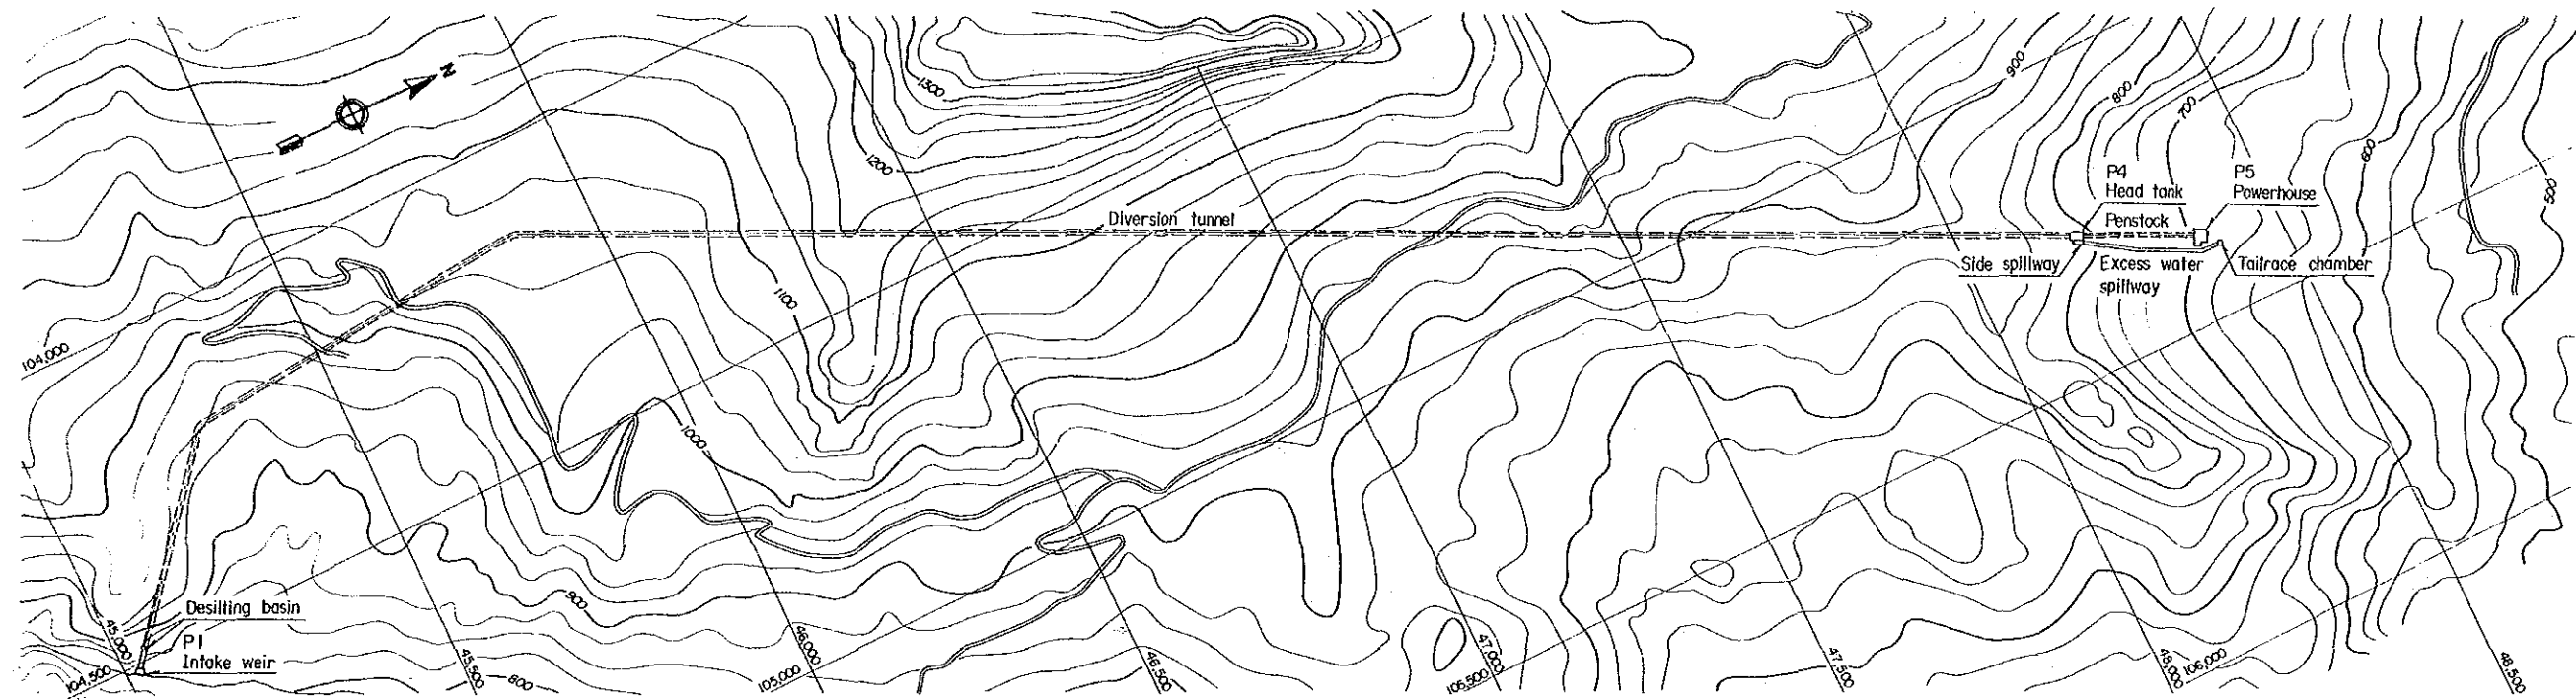 N
1300
1200
900
800
700
600
500
P4
Head tank
P5
Powerhouse
Penstock
Diversion tunnel
Side spillway
Excess water
spillway
Tailrace chamber
1100
104,000
1000
900
Desilting basin
P1
Intake weir
800
104,500
45,000
45,500
46,000
105,000
46,500
47,000
105,500
47,500
48,000
106,000
48,500